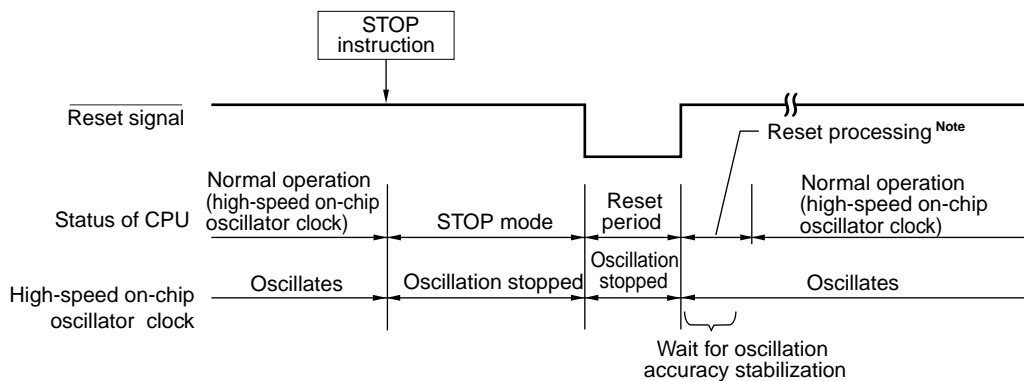 STOP
instruction
Reset signal
Reset processing Note
Normal operation
(high-speed on-chip
oscillator clock)
Status of CPU
STOP mode
Reset
period
Normal operation
(high-speed on-chip
oscillator clock)
High-speed on-chip
oscillator clock
Oscillates
Oscillation stopped
Oscillation
stopped
Oscillates
Wait for oscillation
accuracy stabilization